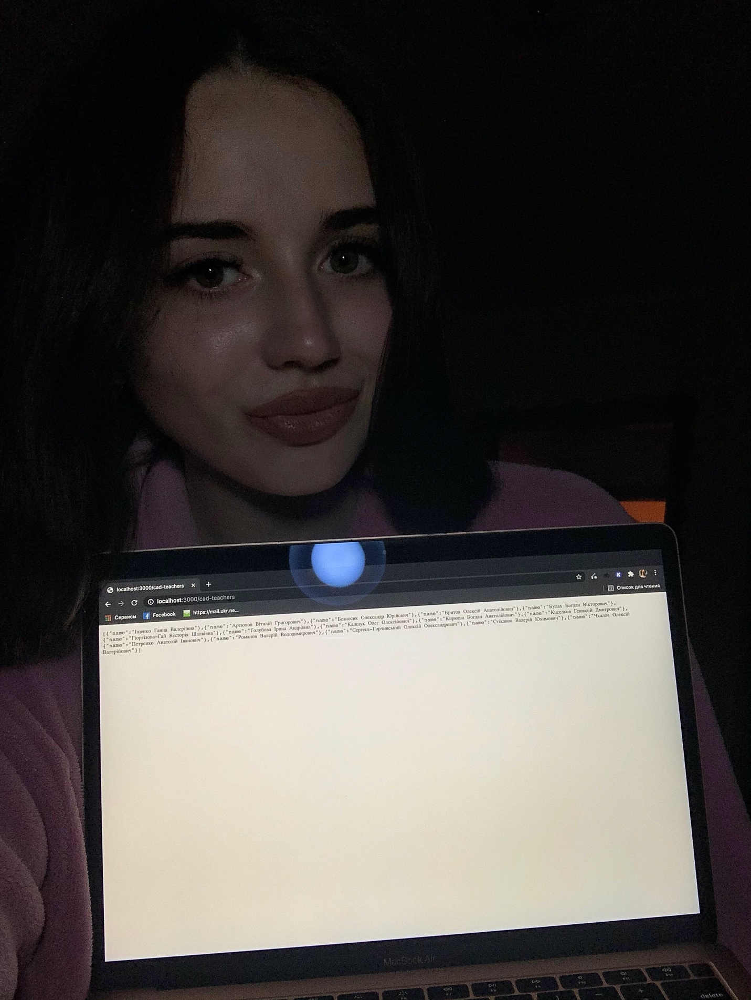 localhost:3000/cad-teachers
localhost:3000/cad-teachers
Список для чтения
Сервисы Fecebook https://mail.ukr.ne...
[{"name":"Іщенко Ганна Валеріївна"},{"name":"Артюхов Віталій Григорович"},{"name":"Безносик Олександр Юрійович"},{"name":"Бритов Олексій Анатолійович"},{"name":"Булах Богдан Вікторович"},
{"name":"Гіоргізова-Гай Вікторія Шалвівна"},{"name":"Голубова Ірина Андріївна"},{"name":"Капшук Олег Олексійович"},{"name":"Кирюша Богдан Анатолійович"},{"name":"Кисельов Геннадій Дмитрович"},
{"name":"Петренко Анатолій Іванович"},{"name":"Романов Валерій Володимирович"},{"name":"Сергеєв-Горчинський Олексій Олександрович"},{"name":"Стіканов Валерій Юхимович"},{"name":"Чкалов Олексій
Валерійович"}]
MacBook Air
delete